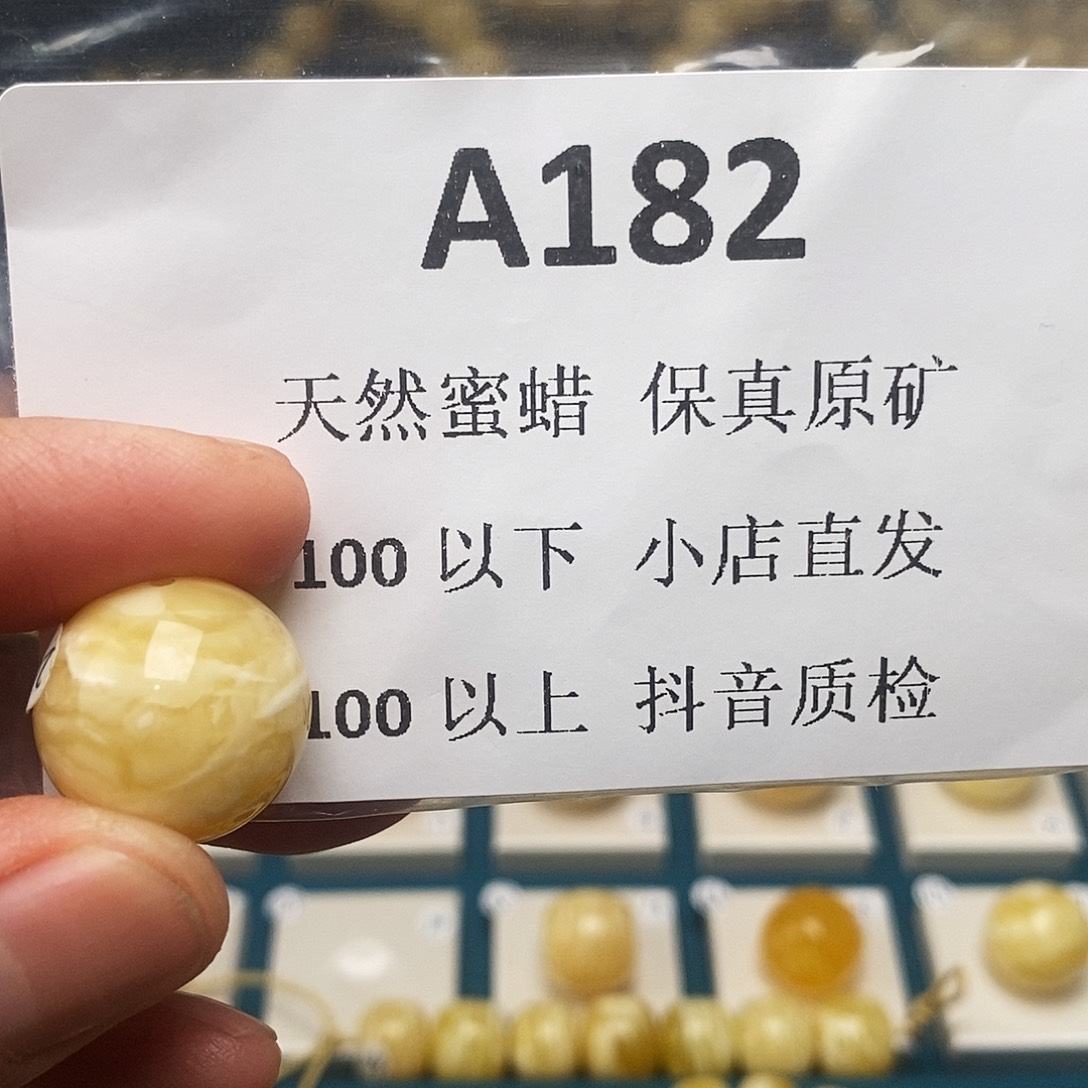 A182
天然蜜蜡 保真原矿
100 以下 小店直发
100 以上 抖音质检